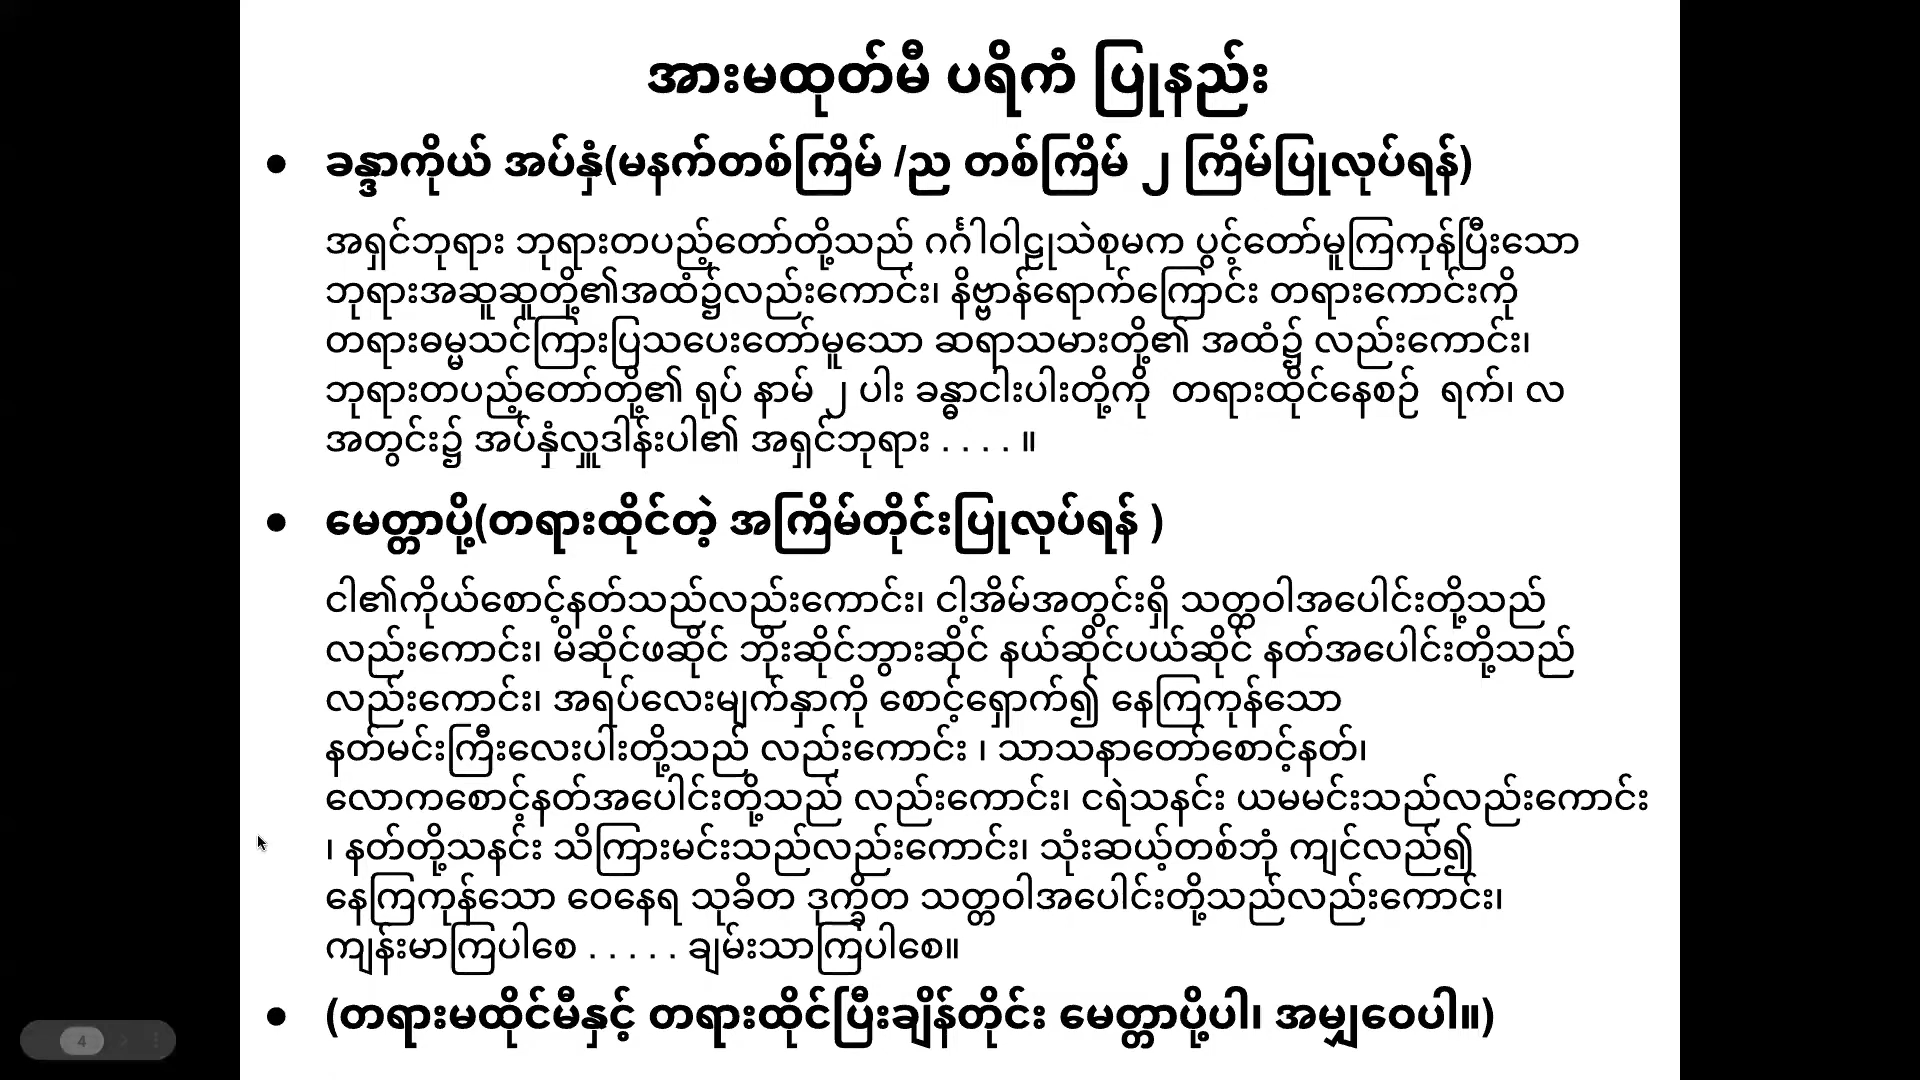 အားမထုတ်မီ ပရိကံ ပြုနည်း
• ခန္ဒာကိုယ် အပ်နှံ(မနက်တစ်ကြိမ် /ည တစ်ကြိမ် ၂ ကြိမ်ပြုလုပ်ရန်)
အရှင်ဘုရား ဘုရားတပည့်တော်တို့သည် ဂင်္ဂါဝါဠုသဲစုမက ပွင့်တော်မူကြကုန်ပြီးသော
ဘုရားအဆူဆူတို့၏အထံ၌လည်းကောင်း၊ နိဗ္ဗာန်ရောက်ကြောင်း တရားကောင်းကို
တရားဓမ္မသင်ကြားပြသပေးတော်မူသော ဆရာသမားတို့၏ အထံ၌ လည်းကောင်း၊
ဘုရားတပည့်တော်တို့၏ ရုပ် နာမ် ၂ ပါး ခန္ဓာငါးပါးတို့ကို တရားထိုင်နေစဉ် ရက်၊ လ
အတွင်း၌ အပ်နှံလှူဒါန်းပါ၏ အရှင်ဘုရား . . . . ။
• မေတ္တာပို့(တရားထိုင်တဲ့ အကြိမ်တိုင်းပြုလုပ်ရန် )
ငါ၏ကိုယ်စောင့်နတ်သည်လည်းကောင်း၊ ငါ့အိမ်အတွင်းရှိ သတ္တဝါအပေါင်းတို့သည်
လည်းကောင်း၊ မိဆိုင်ဖဆိုင် ဘိုးဆိုင်ဘွားဆိုင် နယ်ဆိုင်ပယ်ဆိုင် နတ်အပေါင်းတို့သည်
လည်းကောင်း၊ အရပ်လေးမျက်နှာကို စောင့်ရှောက်၍ နေကြကုန်သော
နတ်မင်းကြီးလေးပါးတို့သည် လည်းကောင်း ၊ သာသနာတော်စောင့်နတ်၊
လောကစောင့်နတ်အပေါင်းတို့သည် လည်းကောင်း၊ ငရဲသနင်း ယမမင်းသည်လည်းကောင်း
၊ နတ်တို့သနင်း သိကြားမင်းသည်လည်းကောင်း၊ သုံးဆယ့်တစ်ဘုံ ကျင်လည်၍
နေကြကုန်သော ဝေနေရ သုခိတ ဒုက္ခိတ သတ္တဝါအပေါင်းတို့သည်လည်းကောင်း၊
ကျန်းမာကြပါစေ . . . . . ချမ်းသာကြပါစေ။
• (တရားမထိုင်မီနှင့် တရားထိုင်ပြီးချိန်တိုင်း မေတ္တာပို့ပါ၊ အမျှဝေပါ။)
4